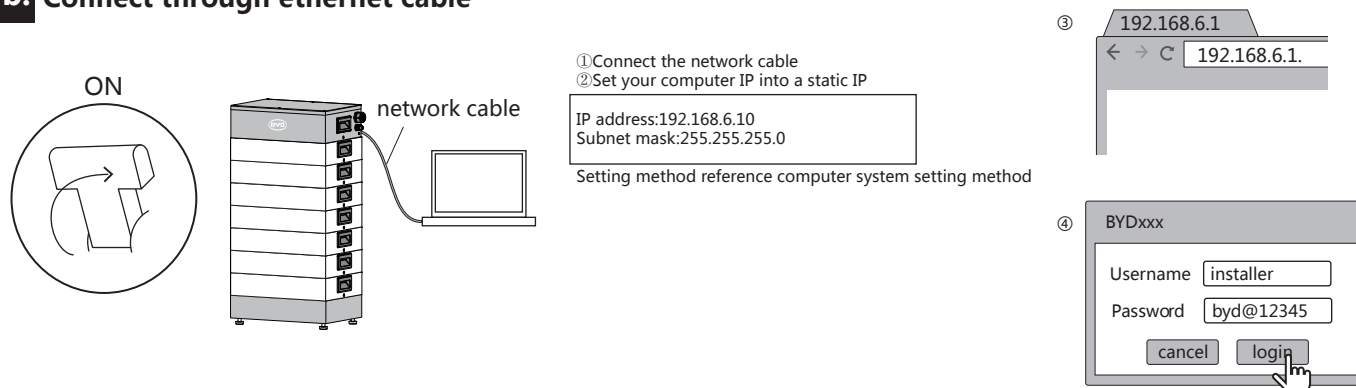 b. Connect through ethernet cable
ON
BYD
network cable
①Connect the network cable
②Set your computer IP into a static IP
IP address:192.168.6.10
Subnet mask:255.255.255.0
Setting method reference computer system setting method
③
192.168.6.1
192.168.6.1.
④
BYDxxx
Username installer
Password byd@12345
cancel login